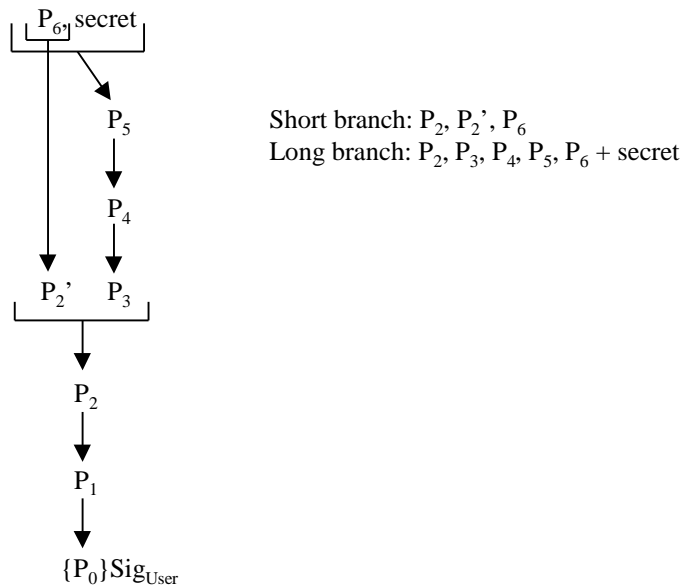 P₆, secret
P₅
Short branch: P₂, P₂’, P₆
Long branch: P₂, P₃, P₄, P₅, P₆ + secret
P₄
P₂’ P₃
P₂
P₁
{P₀}Sig_User